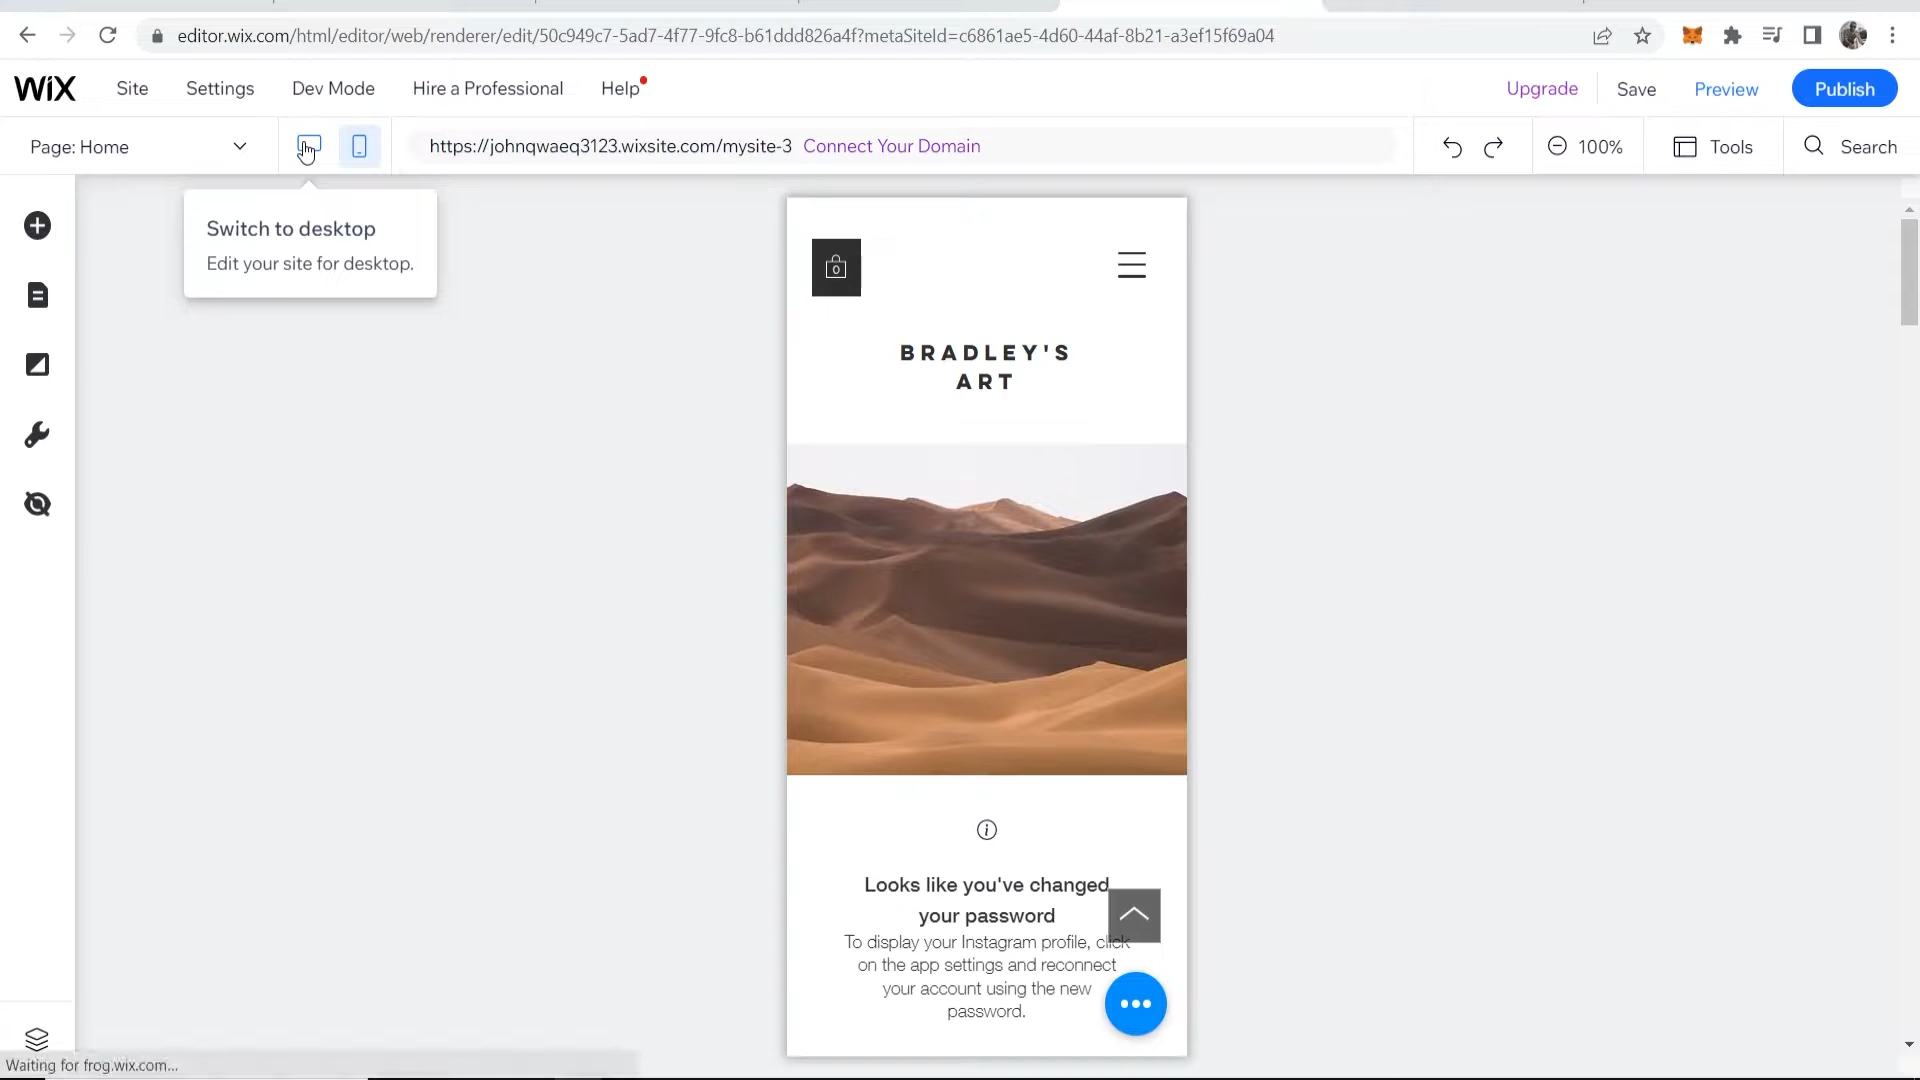 editor.wix.com/html/editor/web/renderer/edit/50c949c7-5ad7-4f77-9fc8-b61ddd826a4f?metaSiteId=c6861ae5-4d60-44af-8b21-a3ef15f69a04
WiX Site Settings Dev Mode Hire a Professional Help Upgrade Save Preview Publish
Page: Home https://johnqwaeq3123.wixsite.com/mysite-3 Connect Your Domain 100% Tools Search
Switch to desktop
Edit your site for desktop.
0
BRADLEY'S
ART
Looks like you've changed
your password
To display your Instagram profile, click
on the app settings and reconnect
your account using the new
password.
Waiting for frog.wix.com...